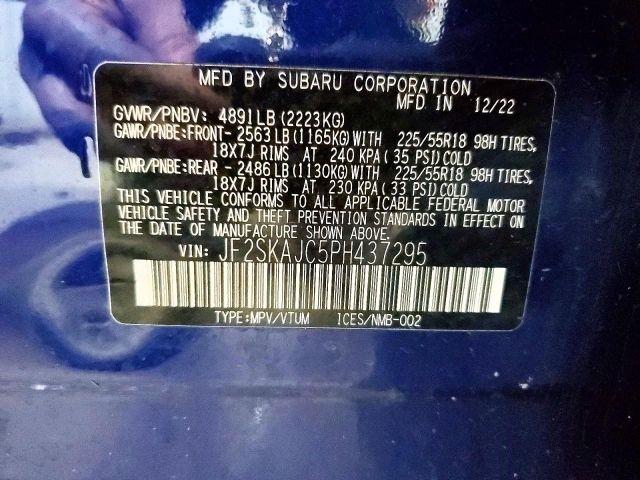 MFD BY SUBARU CORPORATION
MFD IN 12/22
GVWR/PNBV: 4891LB (2223KG)
GAWR/PNBE:FRONT- 2563 LB (1165KG) WITH 225/55R18 98H TIRES,
18X7J RIMS AT 240 KPA (35 PSI) COLD
GAWR/PNBE:REAR - 2486 LB (1130KG) WITH 225/55R18 98H TIRES,
18X7J RIMS AT 230 KPA (33 PSI) COLD
THIS VEHICLE CONFORMS TO ALL APPLICABLE FEDERAL MOTOR
VEHICLE SAFETY AND THEFT PREVENTION STANDARDS IN EFFECT ON
THE DATE OF MANUFACTURE SHOWN ABOVE.
VIN: JF2SKAJC5PH437295
TYPE:MPV/VTUM ICES/NMB-002